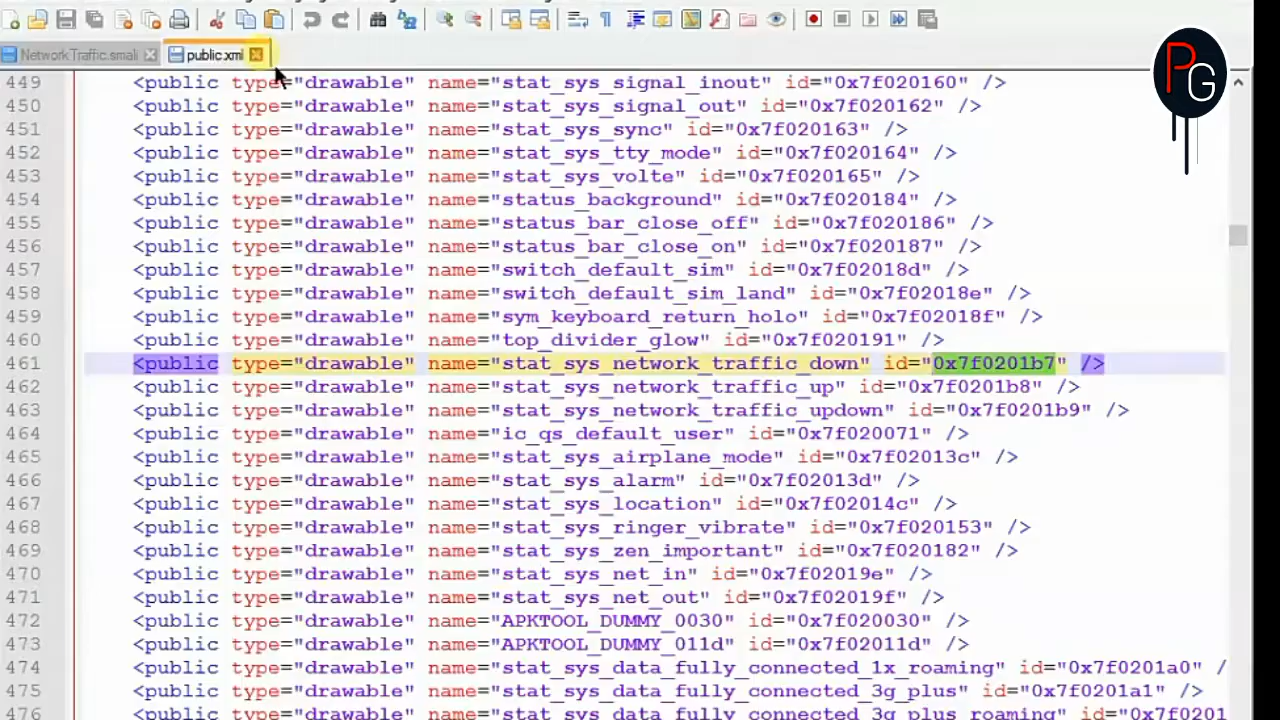 NetworkTraffic.smali public.xml
PG
449 <public type="drawable" name="stat_sys_signal_inout" id="0x7f020160" />
450 <public type="drawable" name="stat_sys_signal_out" id="0x7f020162" />
451 <public type="drawable" name="stat_sys_sync" id="0x7f020163" />
452 <public type="drawable" name="stat_sys_tty_mode" id="0x7f020164" />
453 <public type="drawable" name="stat_sys_volte" id="0x7f020165" />
454 <public type="drawable" name="status_background" id="0x7f020184" />
455 <public type="drawable" name="status_bar_close_off" id="0x7f020186" />
456 <public type="drawable" name="status_bar_close_on" id="0x7f020187" />
457 <public type="drawable" name="switch_default_sim" id="0x7f02018d" />
458 <public type="drawable" name="switch_default_sim_land" id="0x7f02018e" />
459 <public type="drawable" name="sym_keyboard_return_holo" id="0x7f02018f" />
460 <public type="drawable" name="top_divider_glow" id="0x7f020191" />
461 <public type="drawable" name="stat_sys_network_traffic_down" id="0x7f0201b7" />
462 <public type="drawable" name="stat_sys_network_traffic_up" id="0x7f0201b8" />
463 <public type="drawable" name="stat_sys_network_traffic_updown" id="0x7f0201b9" />
464 <public type="drawable" name="ic_qs_default_user" id="0x7f020071" />
465 <public type="drawable" name="stat_sys_airplane_mode" id="0x7f02013c" />
466 <public type="drawable" name="stat_sys_alarm" id="0x7f02013d" />
467 <public type="drawable" name="stat_sys_location" id="0x7f02014c" />
468 <public type="drawable" name="stat_sys_ringer_vibrate" id="0x7f020153" />
469 <public type="drawable" name="stat_sys_zen_important" id="0x7f020182" />
470 <public type="drawable" name="stat_sys_net_in" id="0x7f02019e" />
471 <public type="drawable" name="stat_sys_net_out" id="0x7f02019f" />
472 <public type="drawable" name="APKTOOL_DUMMY_0030" id="0x7f020030" />
473 <public type="drawable" name="APKTOOL_DUMMY_011d" id="0x7f02011d" />
474 <public type="drawable" name="stat_sys_data_fully_connected_1x_roaming" id="0x7f0201a0" /
475 <public type="drawable" name="stat_sys_data_fully_connected_3g_plus" id="0x7f0201a1" />
476 <public type="drawable" name="stat_sys_data_fully_connected_3g_plus_roaming" id="0x7f0201